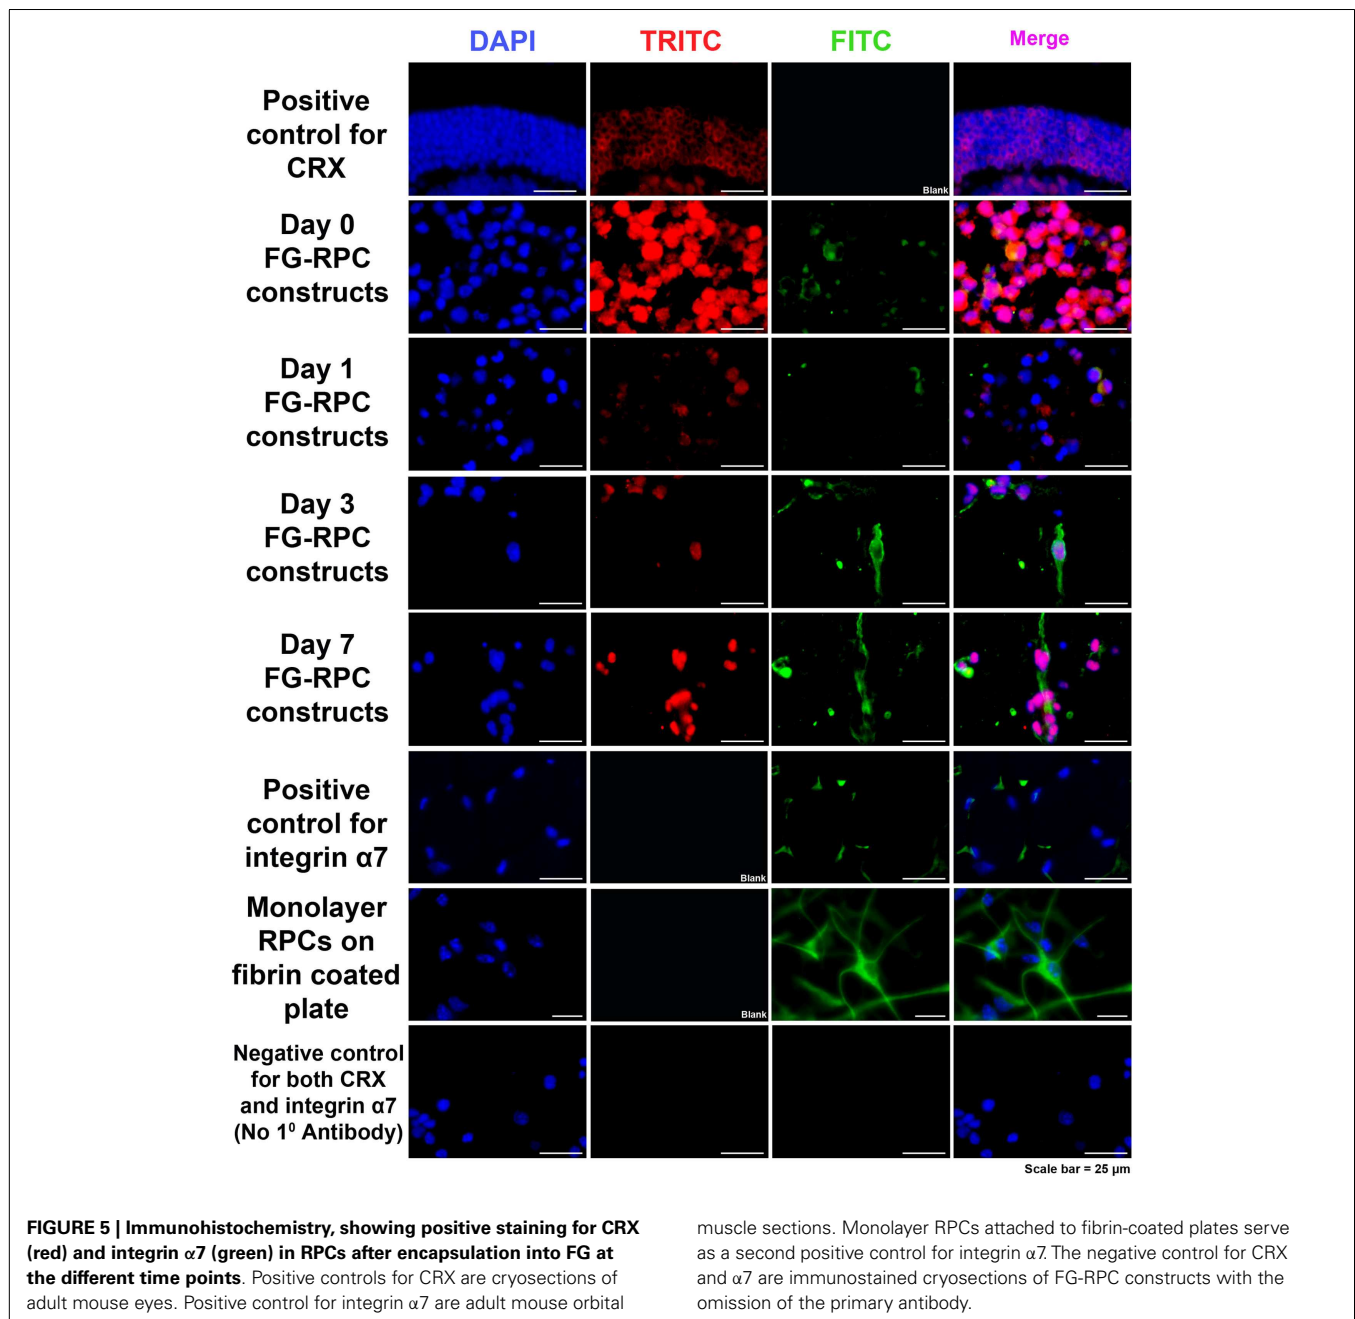 DAPI TRITC FITC Merge
Positive
control for
CRX
Blank
Day 0
FG-RPC
constructs
Day 1
FG-RPC
constructs
Day 3
FG-RPC
constructs
Day 7
FG-RPC
constructs
Positive
control for
integrin α7
Blank
Monolayer
RPCs on
fibrin coated
plate
Blank
Negative control
for both CRX
and integrin α7
(No 1⁰ Antibody)
Scale bar = 25 µm
FIGURE 5 | Immunohistochemistry, showing positive staining for CRX
(red) and integrin α7 (green) in RPCs after encapsulation into FG at
the different time points. Positive controls for CRX are cryosections of
adult mouse eyes. Positive control for integrin α7 are adult mouse orbital
muscle sections. Monolayer RPCs attached to fibrin-coated plates serve
as a second positive control for integrin α7. The negative control for CRX
and α7 are immunostained cryosections of FG-RPC constructs with the
omission of the primary antibody.